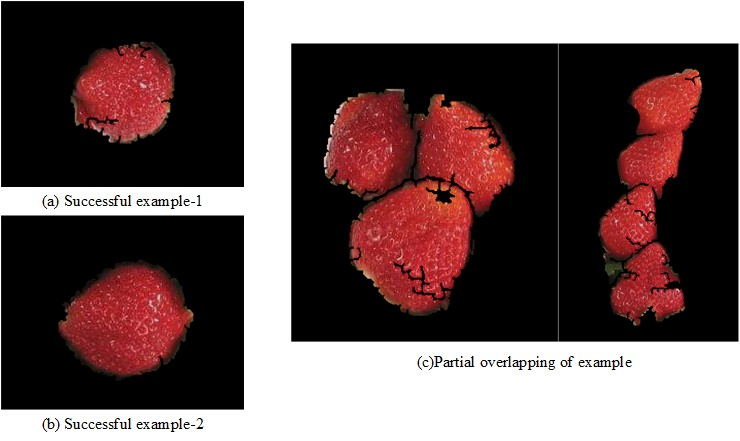 (a) Successful example-1
(b) Successful example-2
(c)Partial overlapping of example